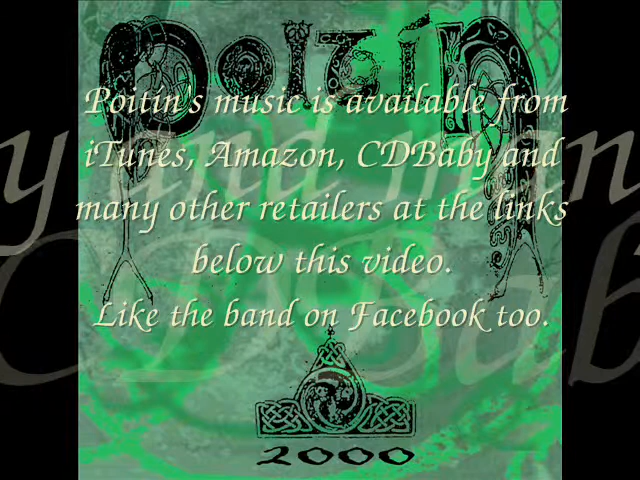 Poitín
Poitín's music is available from
iTunes, Amazon, CDBaby and
many other retailers at the links
below this video.
Like the band on Facebook too.
2000